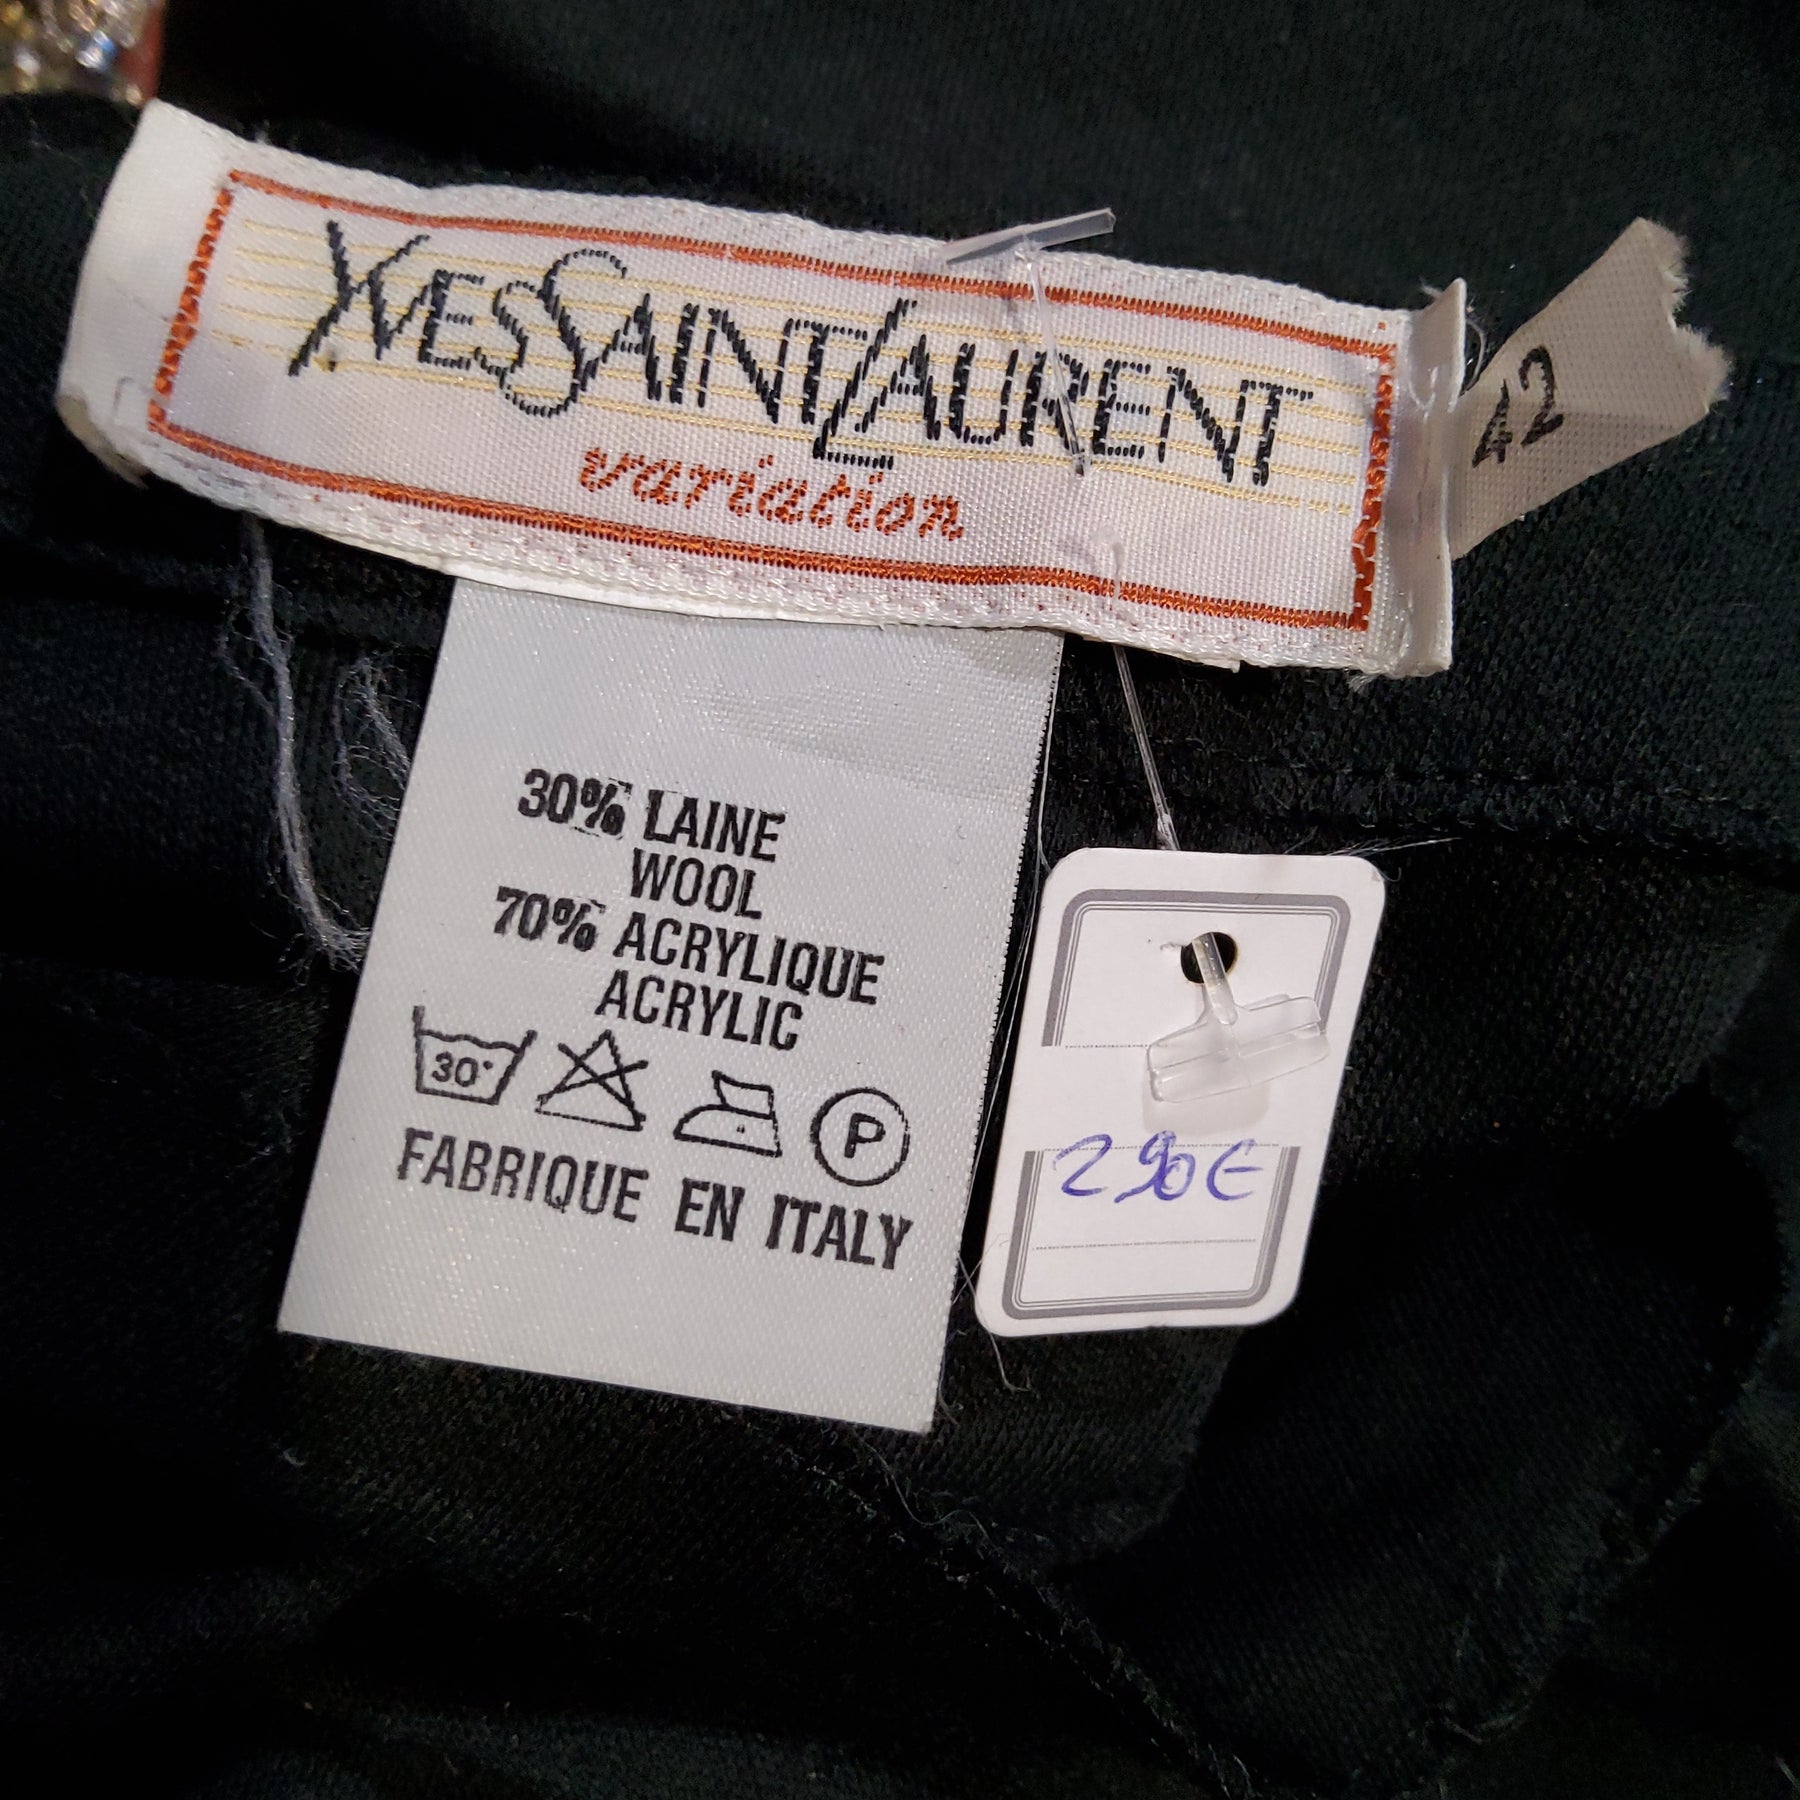 YVESSAINTLAURENT
variation
42
30% LAINE
WOOL
70% ACRYLIQUE
ACRYLIC
30° P
FABRIQUE EN ITALY
290€